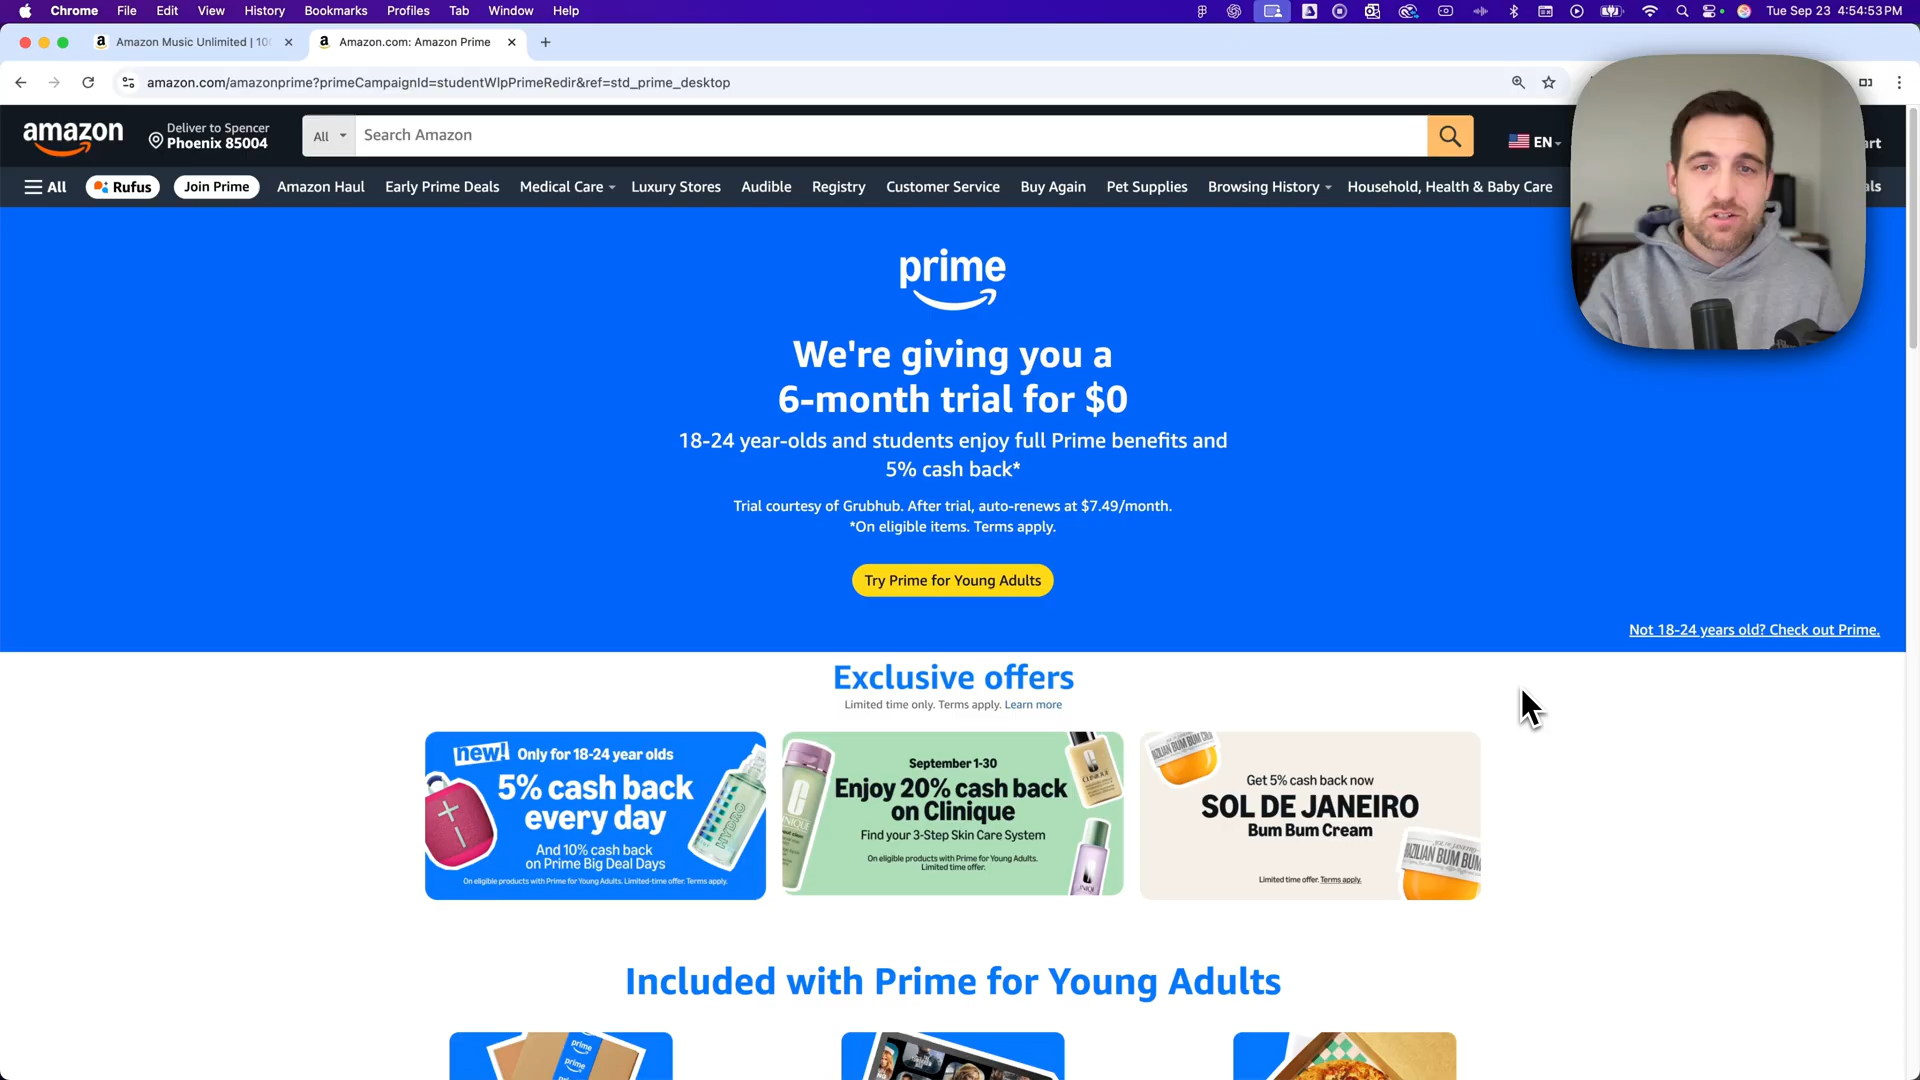 Chrome File Edit View History Bookmarks Profiles Tab Window Help Tue Sep 23 4:54:53 PM
Amazon Music Unlimited | 10
Amazon.com: Amazon Prime
amazon.com/amazonprime?primeCampaignId=studentWlpPrimeRedir&ref=std_prime_desktop
amazon
Deliver to Spencer
Phoenix 85004
All
Search Amazon
EN
All Rufus Join Prime Amazon Haul Early Prime Deals Medical Care Luxury Stores Audible Registry Customer Service Buy Again Pet Supplies Browsing History Household, Health & Baby Care
prime
We're giving you a
6-month trial for $0
18-24 year-olds and students enjoy full Prime benefits and
5% cash back*
Trial courtesy of Grubhub. After trial, auto-renews at $7.49/month.
*On eligible items. Terms apply.
Try Prime for Young Adults
Not 18-24 years old? Check out Prime.
Exclusive offers
Limited time only. Terms apply. Learn more
new! Only for 18-24 year olds
5% cash back
every day
And 10% cash back
on Prime Big Deal Days
On eligible products with Prime for Young Adults. Limited-time offer. Terms apply.
HYDRO
September 1-30
Enjoy 20% cash back
on Clinique
Find your 3-Step Skin Care System
On eligible products with Prime for Young Adults.
Limited time offer.
CLINIQUE
Get 5% cash back now
SOL DE JANEIRO
Bum Bum Cream
Limited time offer. Terms apply.
Included with Prime for Young Adults
prime
prime